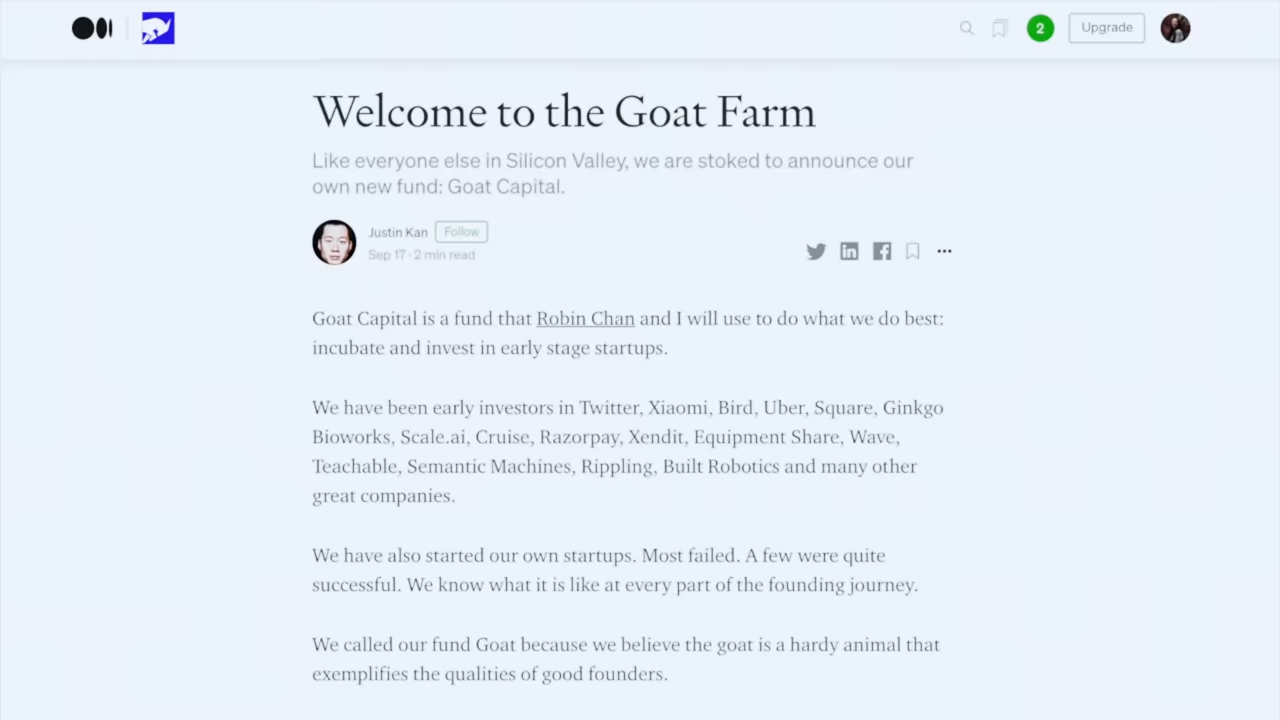 2
Upgrade
Welcome to the Goat Farm
Like everyone else in Silicon Valley, we are stoked to announce our
own new fund: Goat Capital.
Justin Kan Follow
Sep 17 · 2 min read
Goat Capital is a fund that Robin Chan and I will use to do what we do best:
incubate and invest in early stage startups.
We have been early investors in Twitter, Xiaomi, Bird, Uber, Square, Ginkgo
Bioworks, Scale.ai, Cruise, Razorpay, Xendit, Equipment Share, Wave,
Teachable, Semantic Machines, Rippling, Built Robotics and many other
great companies.
We have also started our own startups. Most failed. A few were quite
successful. We know what it is like at every part of the founding journey.
We called our fund Goat because we believe the goat is a hardy animal that
exemplifies the qualities of good founders.